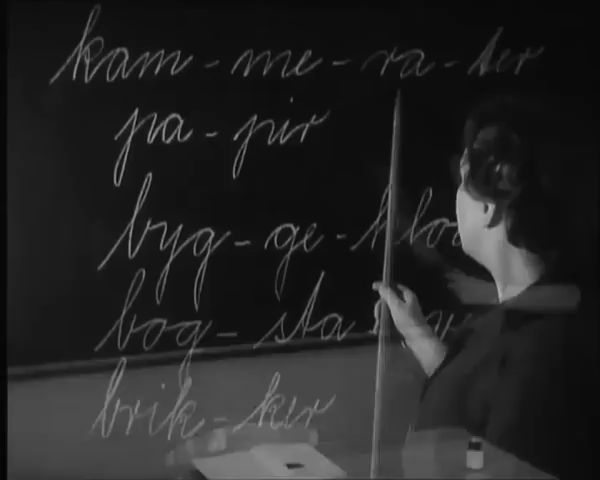 kam-me-ra-ter
pa-pir
byg-ge-klo
bog-sta
brik-ker